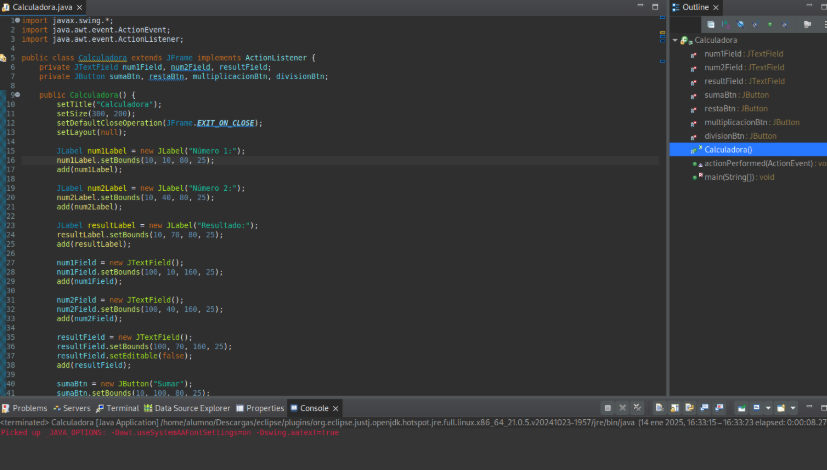 Calculadora.java
1 import javax.swing.*;
2 import java.awt.event.ActionEvent;
3 import java.awt.event.ActionListener;
4
5 public class Calculadora extends JFrame implements ActionListener {
6 private JTextField num1Field, num2Field, resultField;
7 private JButton sumaBtn, restaBtn, multiplicacionBtn, divisionBtn;
8
9 public Calculadora() {
10 setTitle("Calculadora");
11 setSize(300, 200);
12 setDefaultCloseOperation(JFrame.EXIT_ON_CLOSE);
13 setLayout(null);
14
15 JLabel num1Label = new JLabel("Número 1:");
16 num1Label.setBounds(10, 10, 80, 25);
17 add(num1Label);
18
19 JLabel num2Label = new JLabel("Número 2:");
20 num2Label.setBounds(10, 40, 80, 25);
21 add(num2Label);
22
23 JLabel resultLabel = new JLabel("Resultado:");
24 resultLabel.setBounds(10, 70, 80, 25);
25 add(resultLabel);
26
27 num1Field = new JTextField();
28 num1Field.setBounds(100, 10, 160, 25);
29 add(num1Field);
30
31 num2Field = new JTextField();
32 num2Field.setBounds(100, 40, 160, 25);
33 add(num2Field);
34
35 resultField = new JTextField();
36 resultField.setBounds(100, 70, 160, 25);
37 resultField.setEditable(false);
38 add(resultField);
39
40 sumaBtn = new JButton("Sumar");
41 sumaBtn.setBounds(10, 100, 80, 25);
Outline
Calculadora
num1Field : JTextField
num2Field : JTextField
resultField : JTextField
sumaBtn : JButton
restaBtn : JButton
multiplicacionBtn : JButton
divisionBtn : JButton
Calculadora()
actionPerformed(ActionEvent) : vo
main(String[]) : void
Problems Servers Terminal Data Source Explorer Properties Console
<terminated> Calculadora [Java Application] /home/alumno/Descargas/eclipse/plugins/org.eclipse.justj.openjdk.hotspot.jre.full.linux.x86_64_21.0.5.v20241023-1957/jre/bin/java (14 ene 2025, 16:33:15 – 16:33:23 elapsed: 0:00:08.27
Picked up _JAVA_OPTIONS: -Dawt.useSystemAAFontSettings=on -Dswing.aatext=true